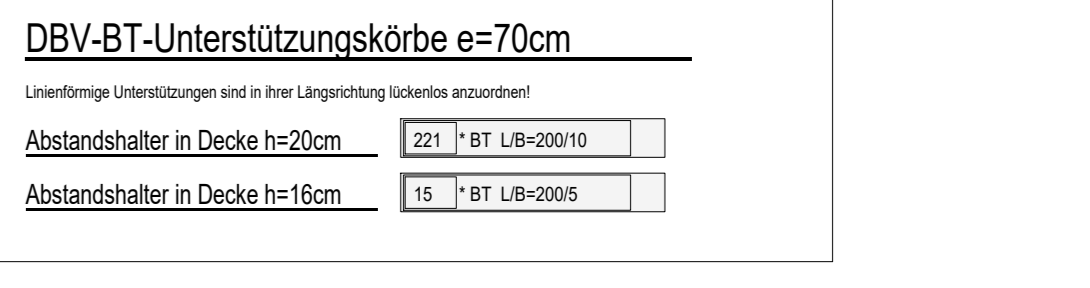 DBV-BT-Unterstützungskörbe e=70cm
Linienförmige Unterstützungen sind in ihrer Längsrichtung lückenlos anzuordnen!
Abstandshalter in Decke h=20cm 221 * BT L/B=200/10
Abstandshalter in Decke h=16cm 15 * BT L/B=200/5